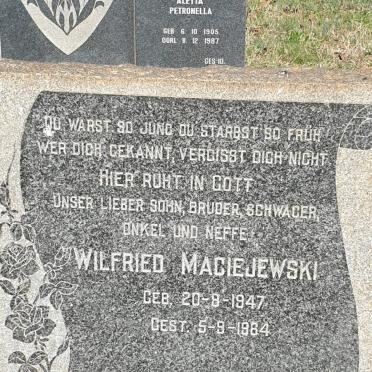 ALETTA
PETRONELLA
GEB 6 10 1905
OORL 11 12 1987
GES 10.
DU WARST SO JUNG DU STARBST SO FRÜH
WER DICH GEKANNT, VERGISST DICH NICHT
HIER RUHT IN GOTT
UNSER LIEBER SOHN, BRUDER, SCHWAGER,
ONKEL UND NEFFE
WILFRIED MACIEJEWSKI
GEB. 20-8-1947
GEST. 5-9-1984